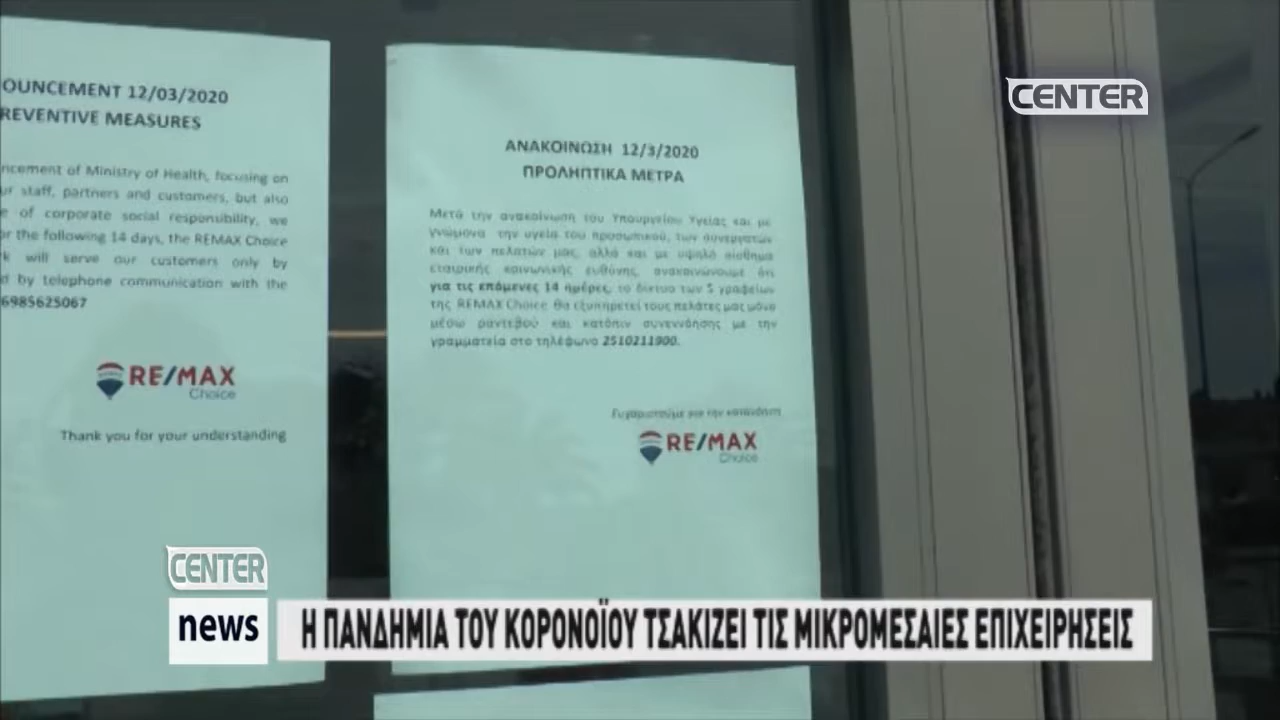 OUNCEMENT 12/03/2020
REVENTIVE MEASURES
ncement of Ministry of Health, focusing on
ur staff, partners and customers, but also
e of corporate social responsibility, we
or the following 14 days, the REMAX Choice
rk will serve our customers only by
d by telephone communication with the
6985625067
RE/MAX
Choice
Thank you for your understanding
ΑΝΑΚΟΙΝΩΣΗ 12/3/2020
ΠΡΟΛΗΠΤΙΚΑ ΜΕΤΡΑ
Μετά την ανακοίνωση του Υπουργείου Υγείας και με
γνώμονα την υγεία του προσωπικού, των συνεργατών
και των πελατών μας, αλλά και με υψηλό αίσθημα
εταιρικής κοινωνικής ευθύνης, ανακοινώνουμε ότι
για τις επόμενες 14 ημέρες, το δίκτυο των 5 γραφείων
της REMAX Choice θα εξυπηρετεί τους πελάτες μας μόνο
μέσω ραντεβού και κατόπιν συνεννόησης με την
γραμματεία στο τηλέφωνο 2510211900.
Ευχαριστούμε για την κατανόηση
RE/MAX
Choice
CENTER
CENTER
news
Η ΠΑΝΔΗΜΙΑ ΤΟΥ ΚΟΡΟΝΟΪΟΥ ΤΣΑΚΙΖΕΙ ΤΙΣ ΜΙΚΡΟΜΕΣΑΙΕΣ ΕΠΙΧΕΙΡΗΣΕΙΣ